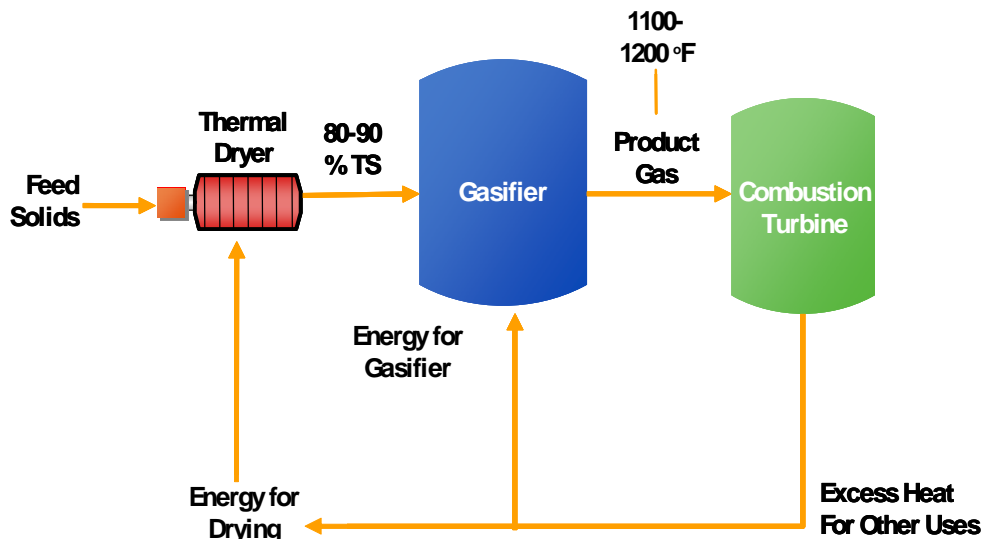 1100-
1200 °F
Thermal
Dryer
80-90
% TS
Product
Gas
Feed
Solids
Gasifier
Combustion
Turbine
Energy for
Gasifier
Energy for
Drying
Excess Heat
For Other Uses